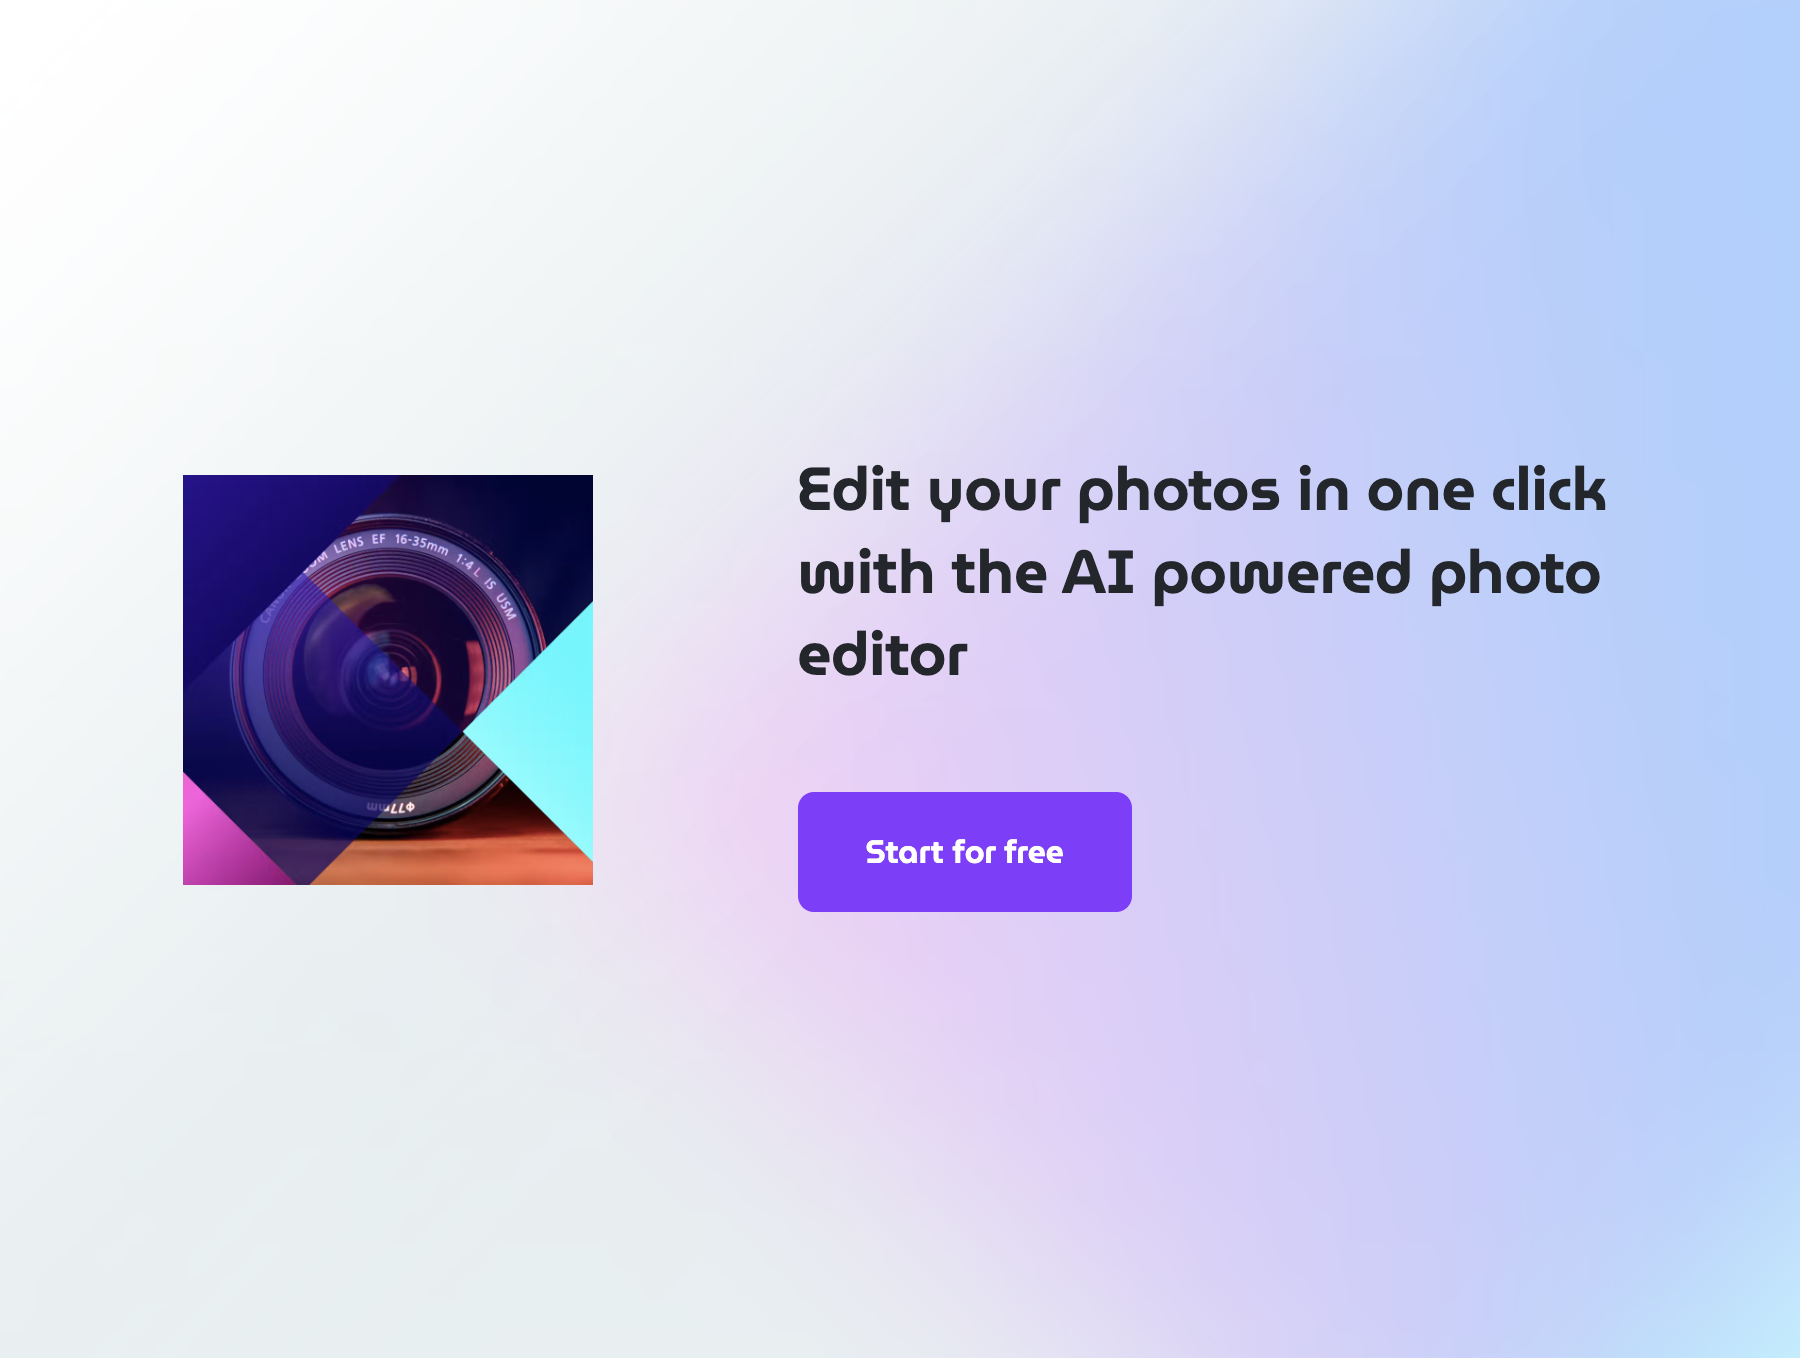 LENS EF 16-35mm 1:4 L IS USM
Φ77mm
Edit your photos in one click
with the AI powered photo
editor
Start for free